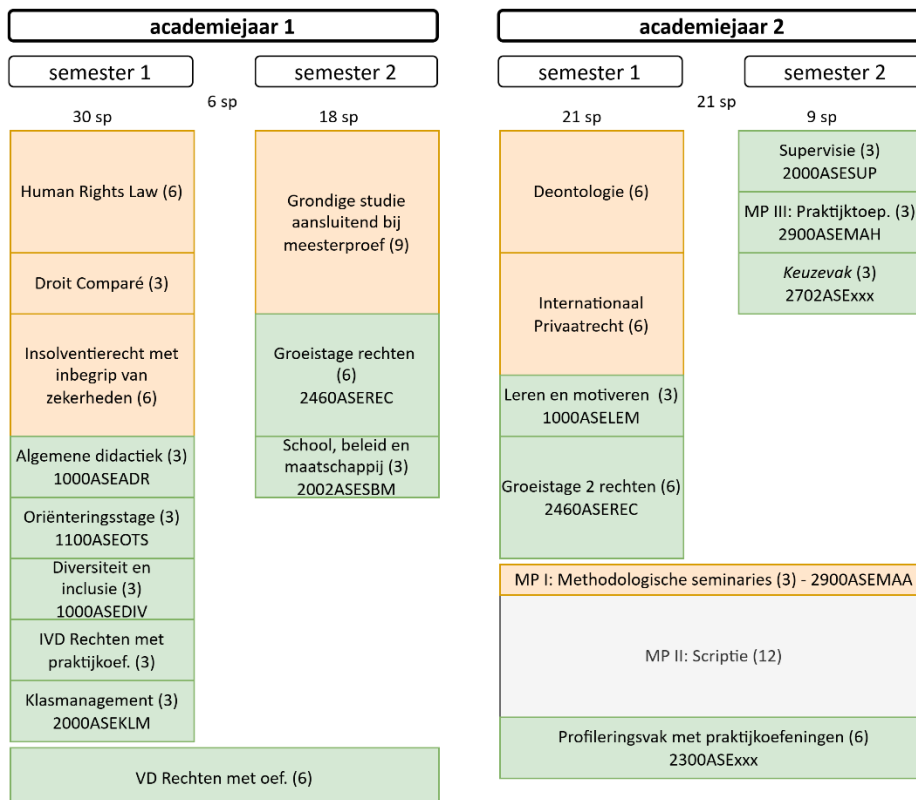 academiejaar 1
semester 1
semester 2
6 sp
30 sp
18 sp
Human Rights Law (6)
Droit Comparé (3)
Insolventierecht met
inbegrip van
zekerheden (6)
Algemene didactiek (3)
1000ASEADR
Oriënteringsstage (3)
1100ASEOTS
Diversiteit en
inclusie (3)
1000ASEDIV
IVD Rechten met
praktijkoef. (3)
Klasmanagement (3)
2000ASEKLM
Grondige studie
aansluitend bij
meesterproef (9)
Groeistage rechten
(6)
2460ASEREC
School, beleid en
maatschappij (3)
2002ASESBM
VD Rechten met oef. (6)
academiejaar 2
semester 1
semester 2
21 sp
21 sp
9 sp
Deontologie (6)
Internationaal
Privaatrecht (6)
Leren en motiveren (3)
1000ASELEM
Groeistage 2 rechten (6)
2460ASEREC
Supervisie (3)
2000ASESUP
MP III: Praktijktoep. (3)
2900ASEMAH
Keuzevak (3)
2702ASExxx
MP I: Methodologische seminaries (3) - 2900ASEMAA
MP II: Scriptie (12)
Profileringsvak met praktijkoefeningen (6)
2300ASExxx